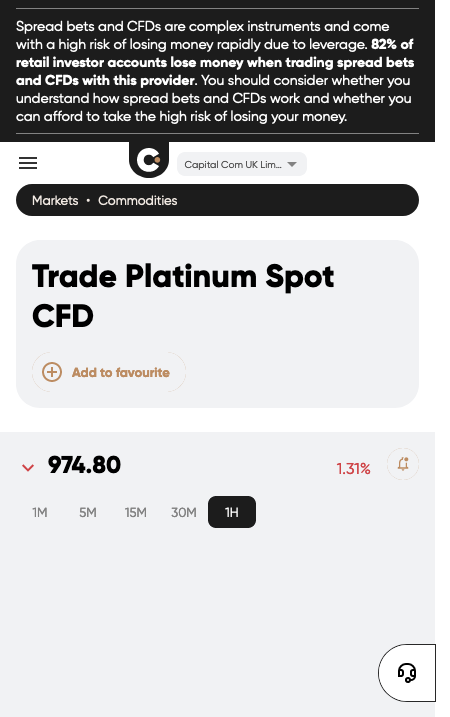 Spread bets and CFDs are complex instruments and come
with a high risk of losing money rapidly due to leverage. 82% of
retail investor accounts lose money when trading spread bets
and CFDs with this provider. You should consider whether you
understand how spread bets and CFDs work and whether you
can afford to take the high risk of losing your money.
Capital Com UK Lim...
Markets • Commodities
Trade Platinum Spot
CFD
Add to favourite
974.80
1.31%
1M 5M 15M 30M 1H